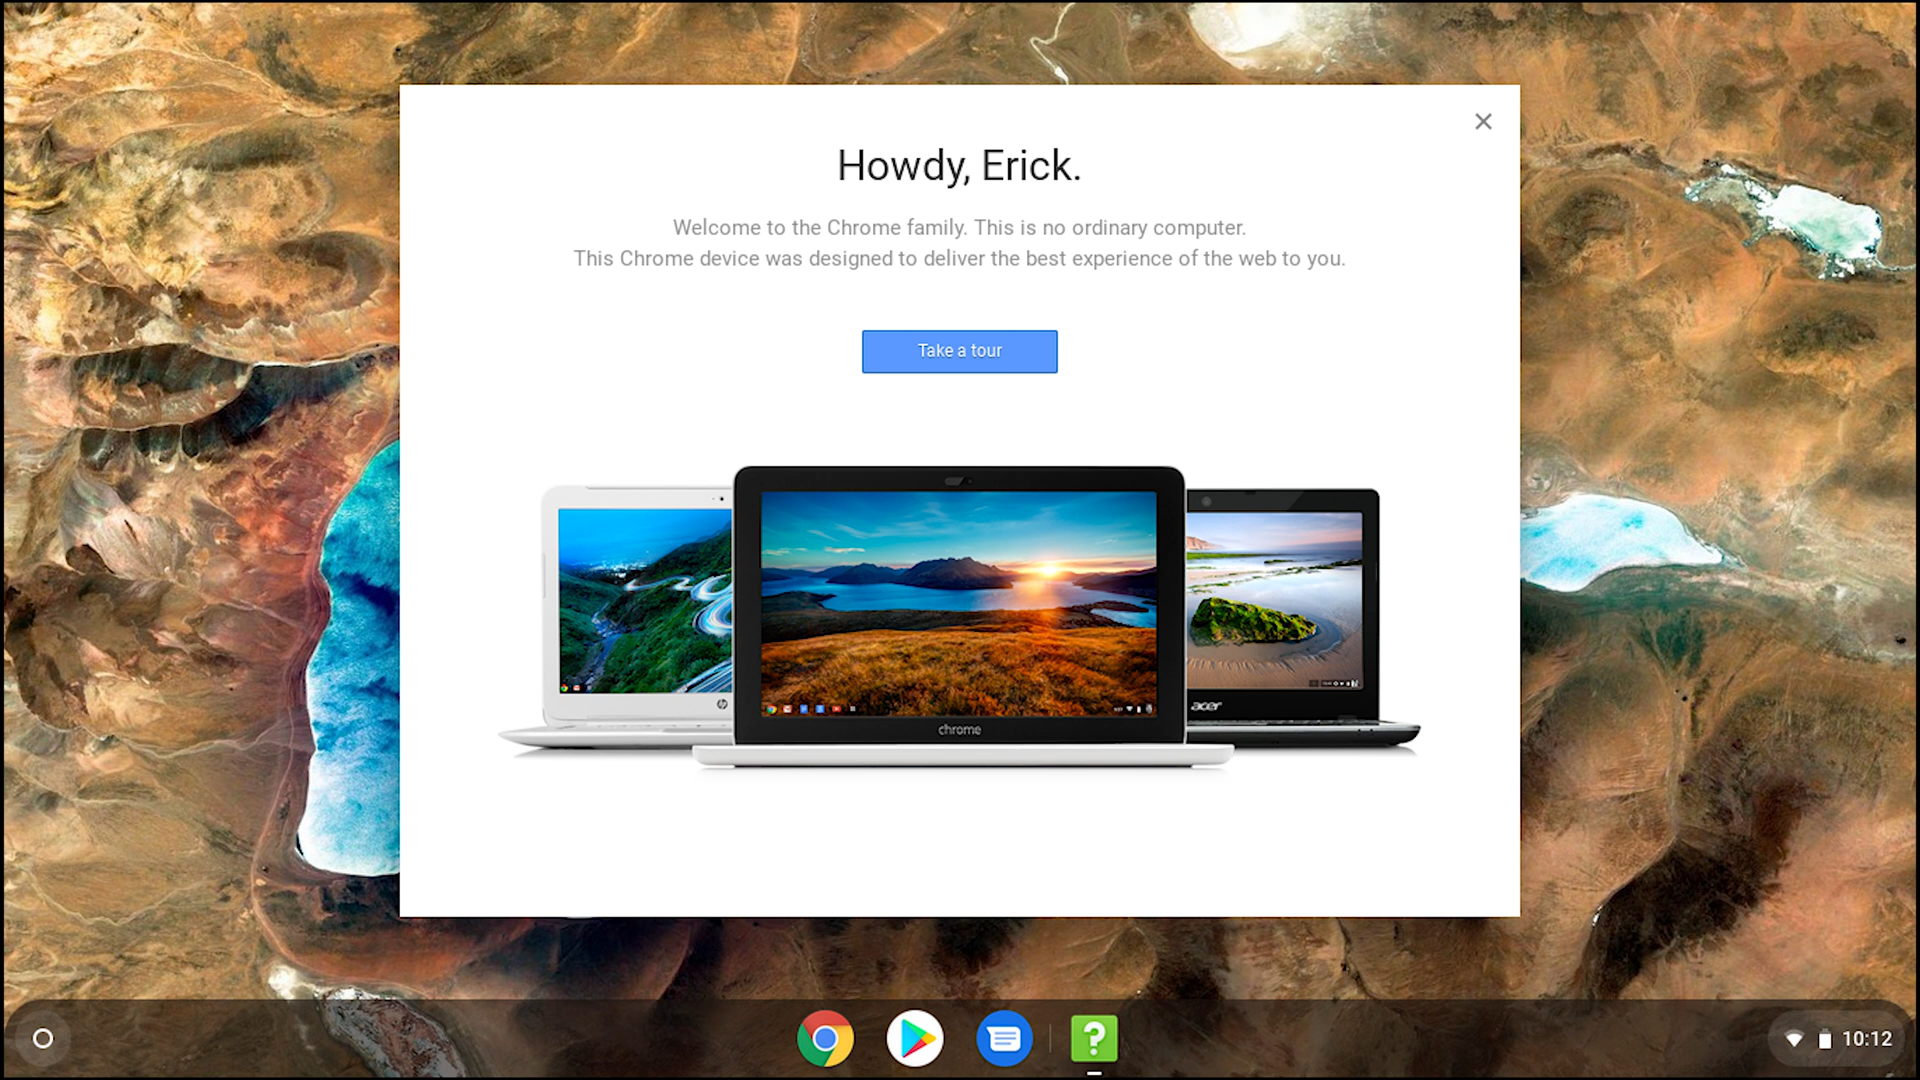 Howdy, Erick.
Welcome to the Chrome family. This is no ordinary computer.
This Chrome device was designed to deliver the best experience of the web to you.
Take a tour
hp
chrome
acer
10:12